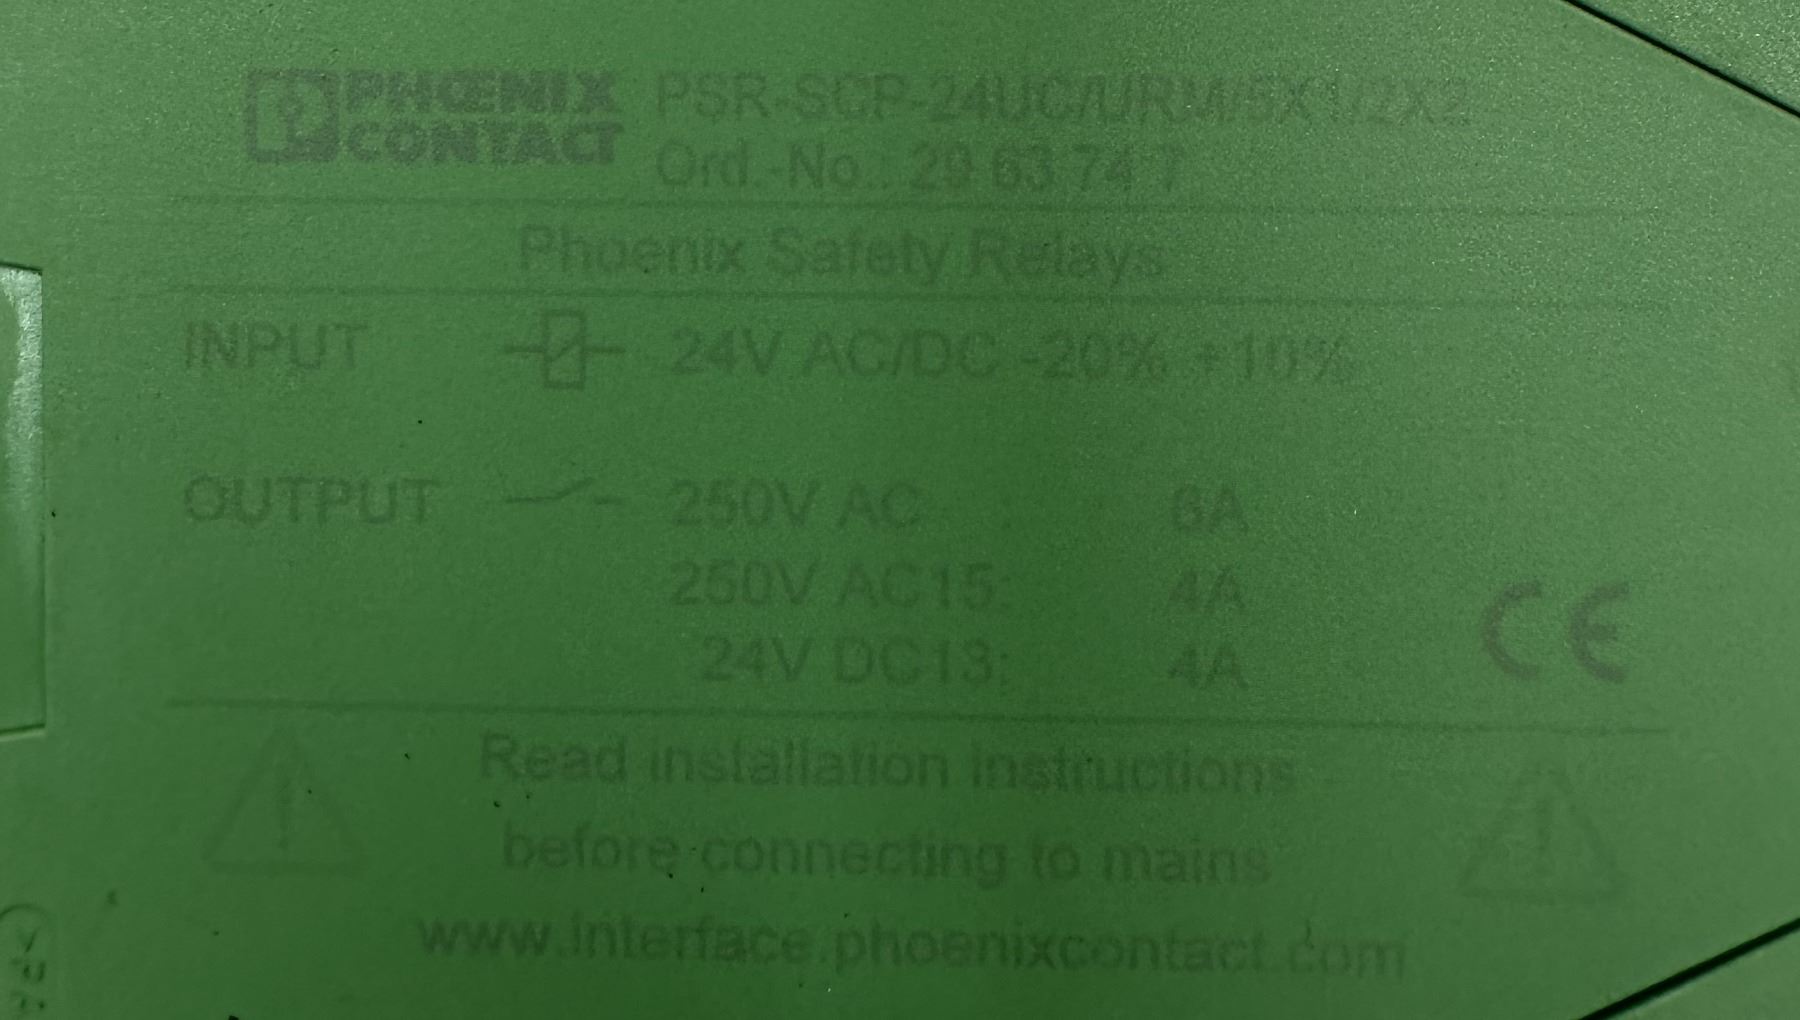 PHOENIX CONTACT
PSR-SCP-24UC/URM/5X1/2X2
Ord.-No.: 29 63 74 7
Phoenix Safety Relays
INPUT 24V AC/DC -20% +10%
OUTPUT 250V AC 6A
250V AC15: 4A
24V DC13: 4A
CE
Read installation instructions
before connecting to mains
www.interface.phoenixcontact.com